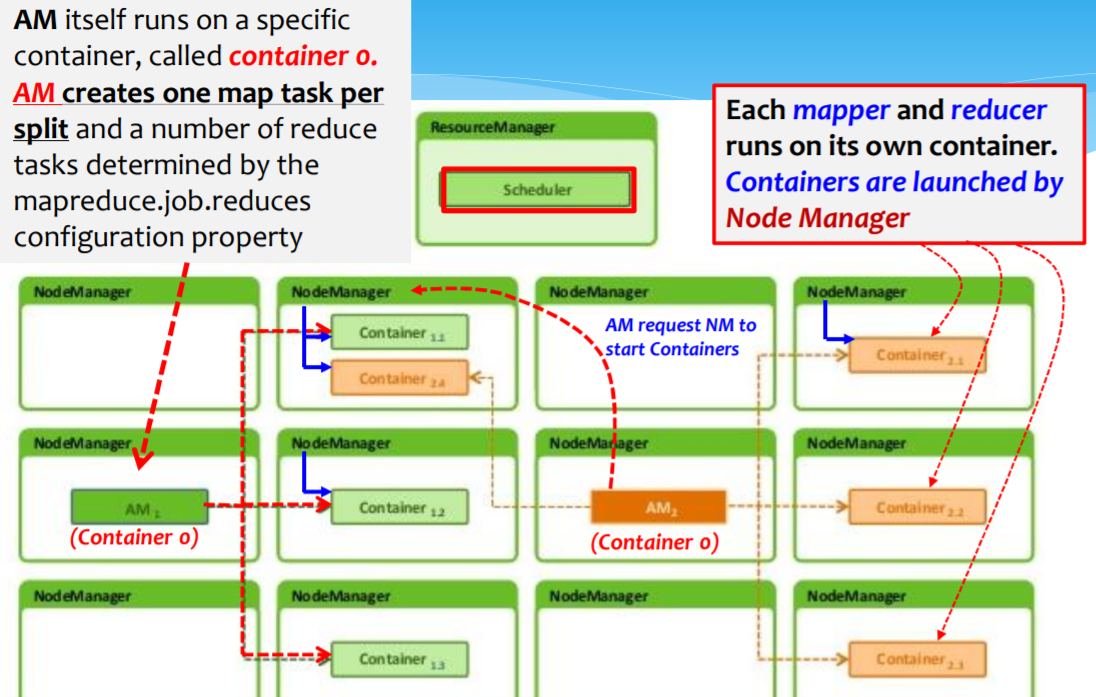 AM itself runs on a specific
container, called container 0.
AM creates one map task per
split and a number of reduce
tasks determined by the
mapreduce.job.reduces
configuration property
ResourceManager
Scheduler
Each mapper and reducer
runs on its own container.
Containers are launched by
Node Manager
NodeManager
NodeManager
Container 1.1
Container 2.4
NodeManager
AM request NM to
start Containers
NodeManager
Container 2.1
NodeManager
AM 1
(Container 0)
NodeManager
Container 1.2
NodeManager
AM2
(Container 0)
NodeManager
Container 2.2
NodeManager
NodeManager
Container 1.3
NodeManager
NodeManager
Container 2.3